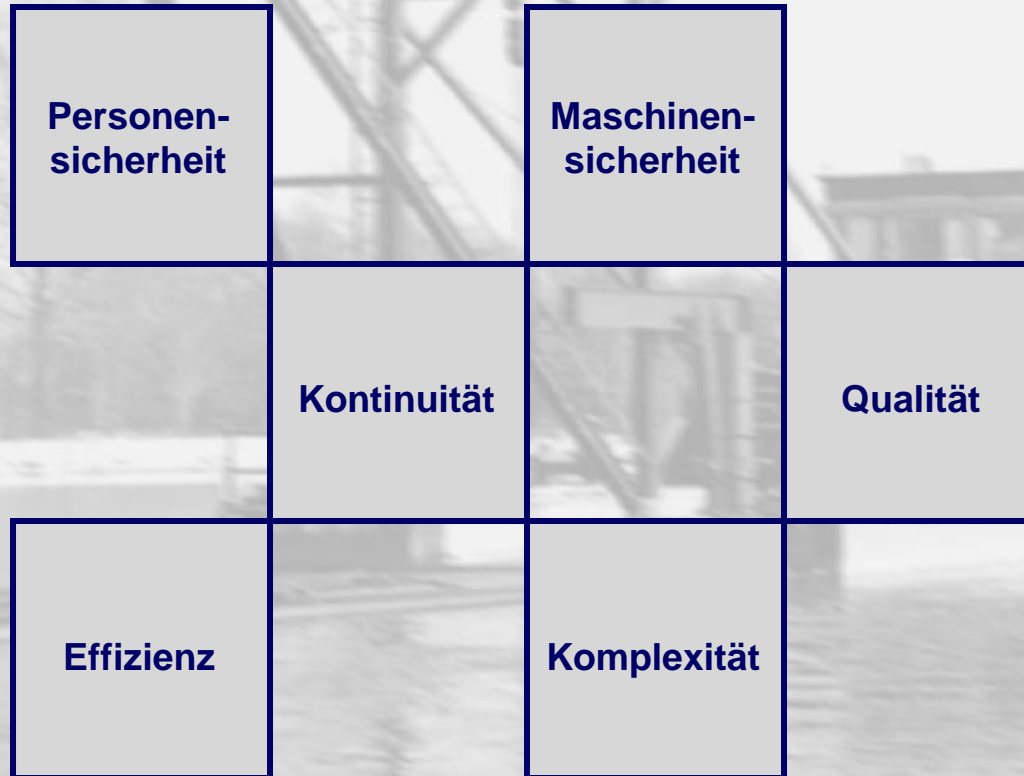 Personen-
sicherheit
Maschinen-
sicherheit
Kontinuität
Qualität
Effizienz
Komplexität